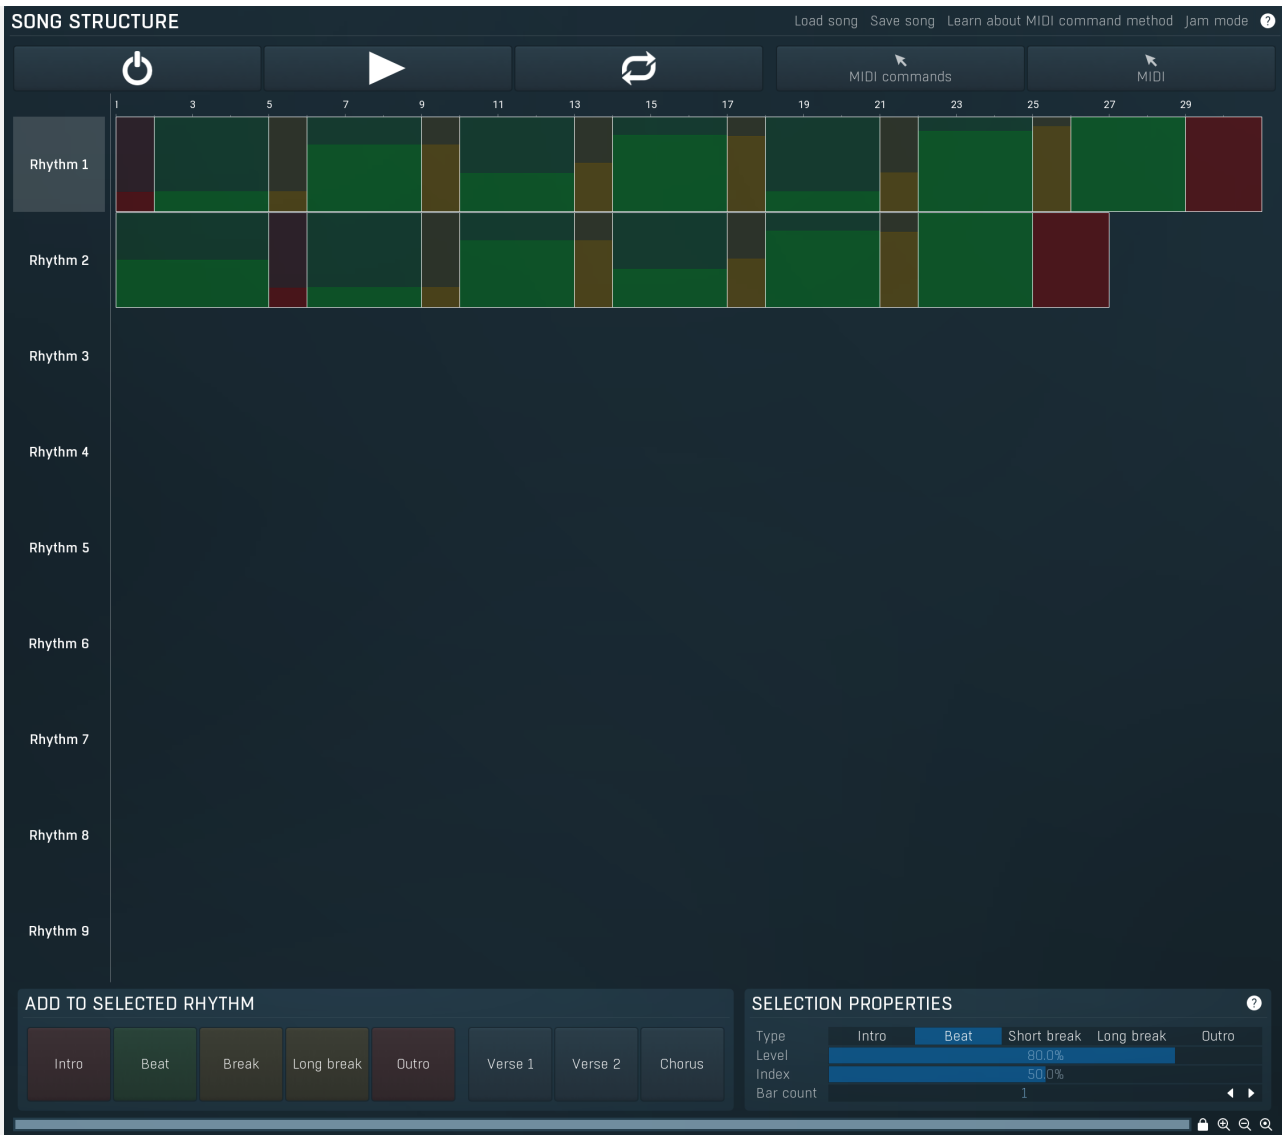 SONG STRUCTURE
Load song Save song Learn about MIDI command method Jam mode ?
MIDI commands MIDI
1 3 5 7 9 11 13 15 17 19 21 23 25 27 29
Rhythm 1
Rhythm 2
Rhythm 3
Rhythm 4
Rhythm 5
Rhythm 6
Rhythm 7
Rhythm 8
Rhythm 9
ADD TO SELECTED RHYTHM
Intro Beat Break Long break Outro Verse 1 Verse 2 Chorus
SELECTION PROPERTIES ?
Type Intro Beat Short break Long break Outro
Level 80.0%
Index 50.0%
Bar count 1